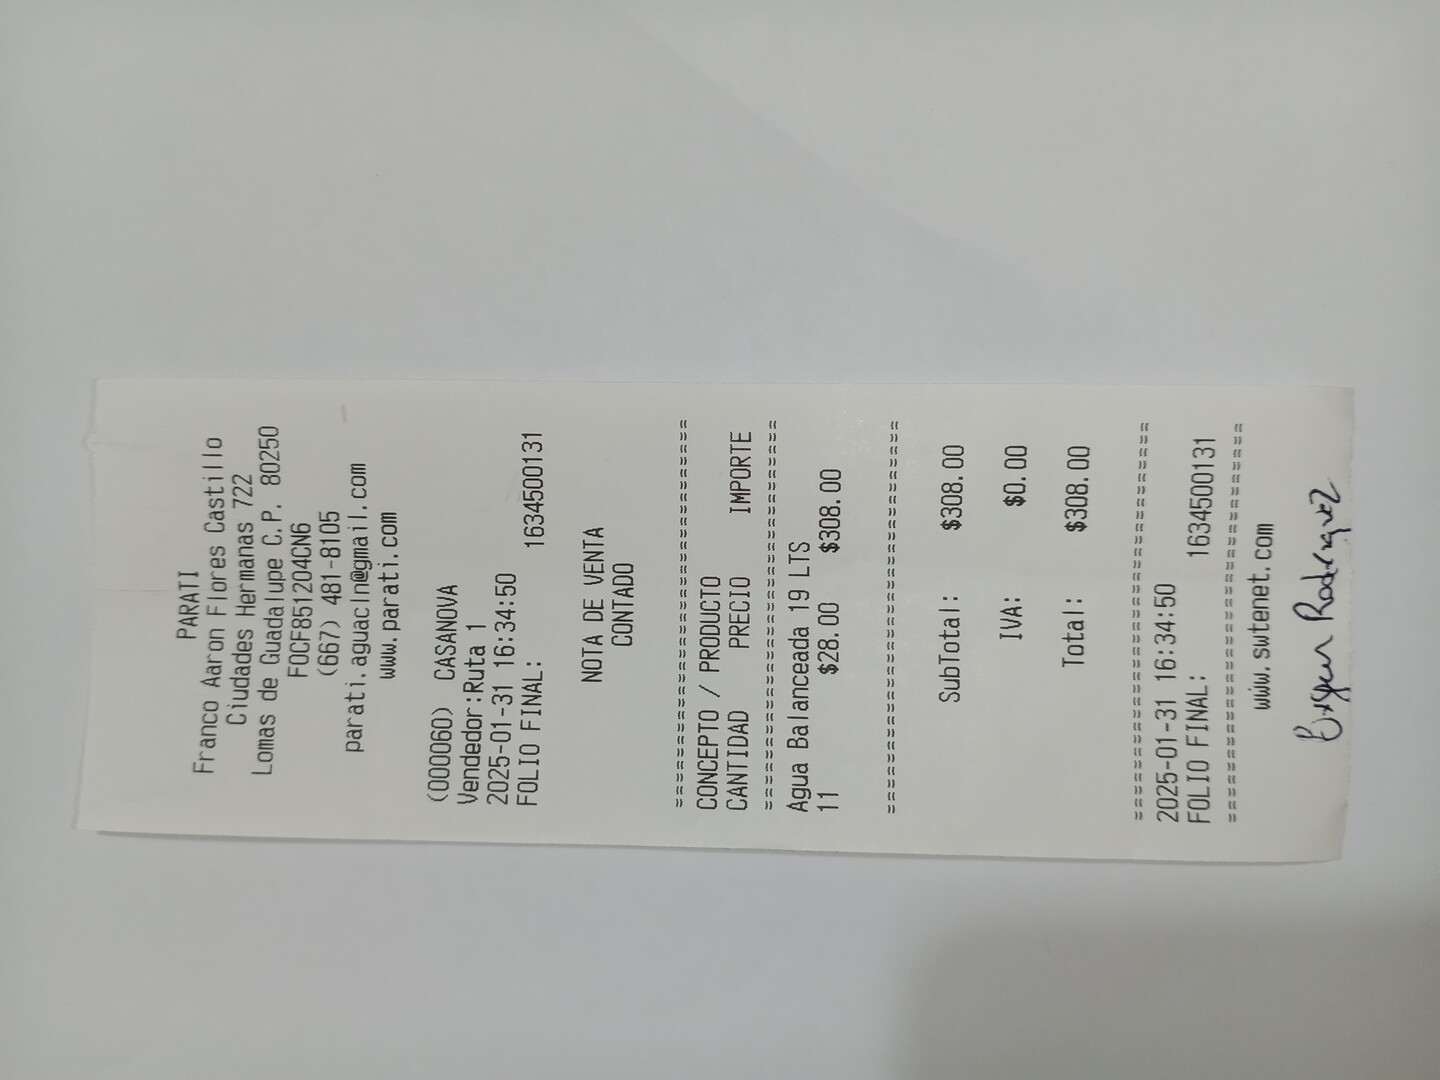 PARATI
Franco Aaron Flores Castillo
Ciudades Hermanas 722
Lomas de Guadalupe C.P. 80250
FOCF851204CN6
(667) 481-8105
parati.aguacln@gmail.com
www.parati.com
(000060) CASANOVA
Vendedor:Ruta 1
2025-01-31 16:34:50
FOLIO FINAL: 1634500131
NOTA DE VENTA
CONTADO
================================
CONCEPTO / PRODUCTO
CANTIDAD PRECIO IMPORTE
================================
Agua Balanceada 19 LTS
11 $28.00 $308.00
================================
SubTotal: $308.00
IVA: $0.00
Total: $308.00
================================
2025-01-31 16:34:50
FOLIO FINAL: 1634500131
================================
www.swtenet.com
Rodriguez